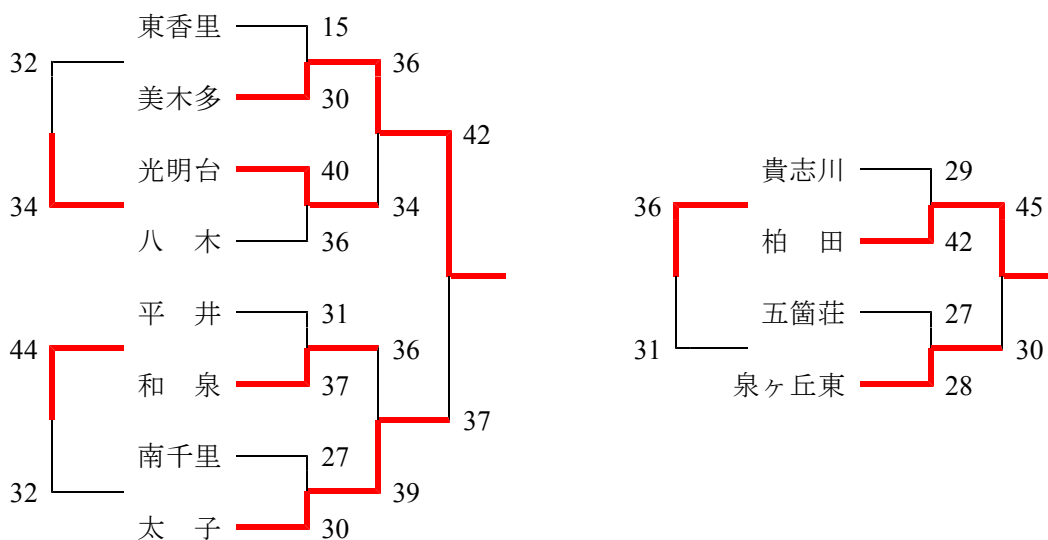 東香里 15
32 36
美木多 30
42
光明台 40
34 34
八　木 36
平　井 31
44 36
和　泉 37
37
南千里 27
32 39
太　子 30
貴志川 29
36 45
柏　田 42
五箇荘 27
31 30
泉ヶ丘東 28